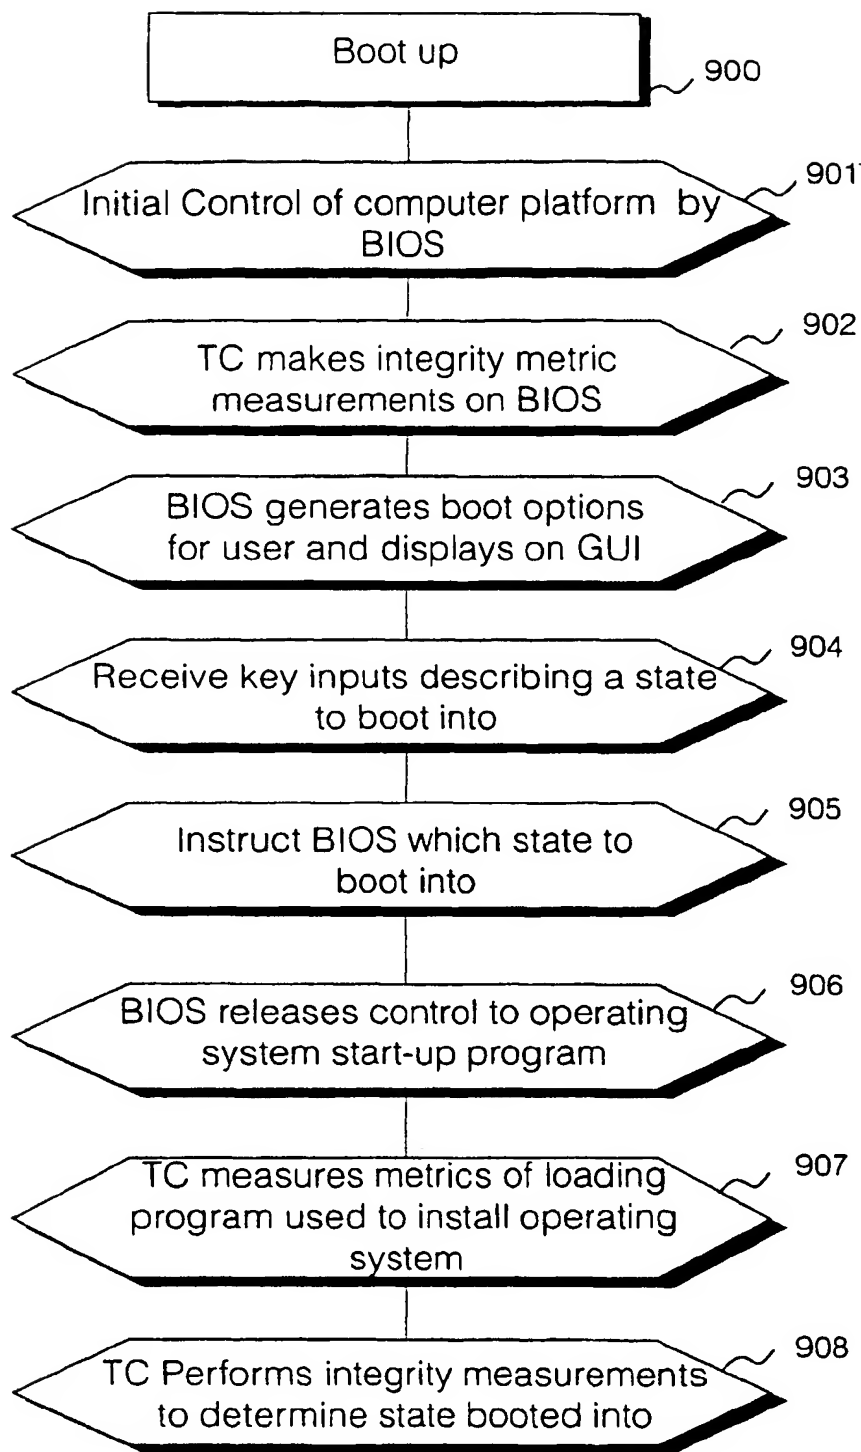 Boot up
900
Initial Control of computer platform by
BIOS
901
TC makes integrity metric
measurements on BIOS
902
BIOS generates boot options
for user and displays on GUI
903
Receive key inputs describing a state
to boot into
904
Instruct BIOS which state to
boot into
905
BIOS releases control to operating
system start-up program
906
TC measures metrics of loading
program used to install operating
system
907
TC Performs integrity measurements
to determine state booted into
908